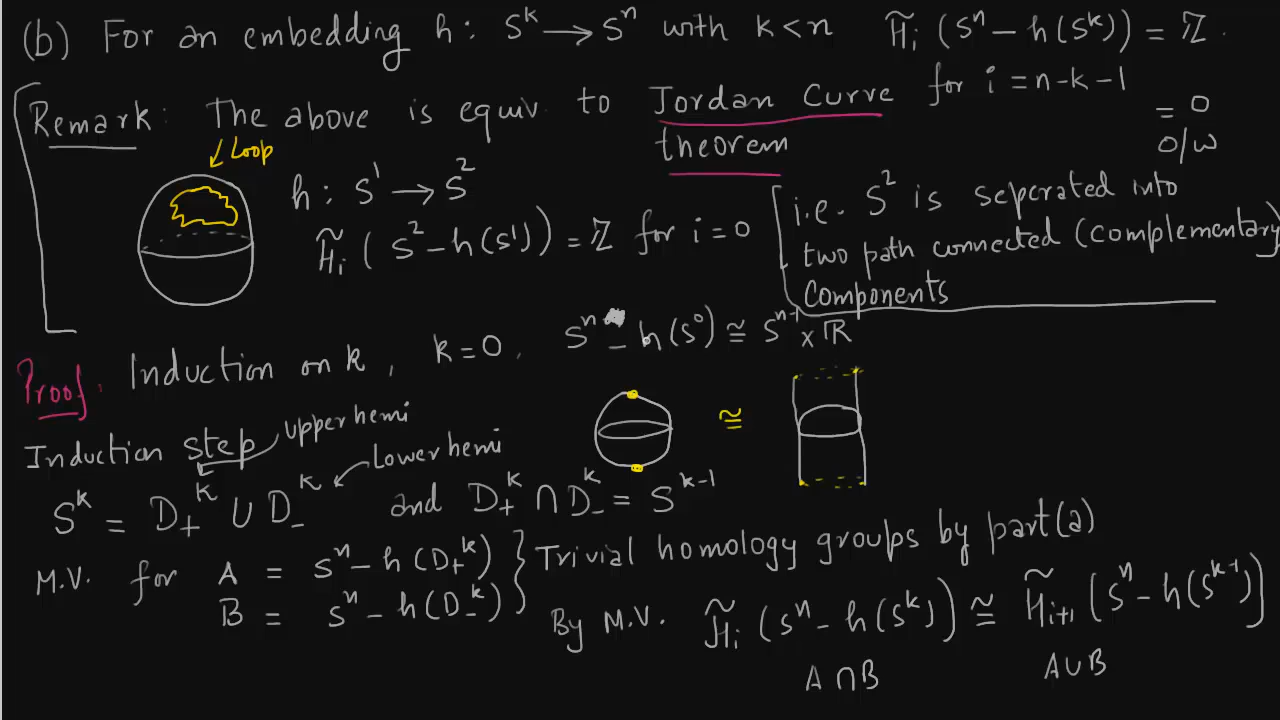 (b) For an embedding h: S^k → S^n with k < n H̃_i (S^n − h(S^k)) = ℤ.
for i = n-k-1
= 0
O/W
Remark: The above is equiv. to Jordan Curve
theorem
Loop
h : S^1 → S^2
H̃_i (S^2 − h(S^1)) = ℤ for i = 0
i.e. S^2 is seperated into
two path connected (complementary)
components
Proof: Induction on k, k = 0, S^n − h(S^0) ≅ S^{n-1} × ℝ
≅
Induction step upper hemi
Lower hemi
S^k = D_+^k ∪ D_-^k and D_+^k ∩ D_-^k = S^{k-1}
M.V. for A = S^n − h(D_+^k) } Trivial homology groups by part (a)
B = S^n − h(D_-^k)
By M.V. H̃_i (S^n − h(S^k)) ≅ H̃_{i+1} (S^n − h(S^{k-1}))
A∩B A∪B